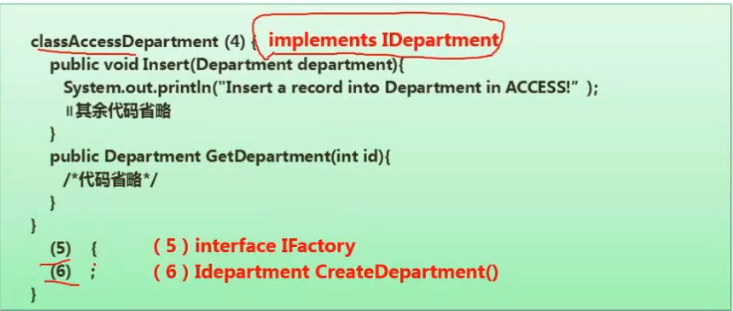 classAccessDepartment (4) { implements IDepartment
public void Insert(Department department){
System.out.println("Insert a record into Department in ACCESS!” );
॥其余代码省略
}
public Department GetDepartment(int id){
/*代码省略*/
}
}
(5) { (5) interface IFactory
(6) ; (6) Idepartment CreateDepartment()
}